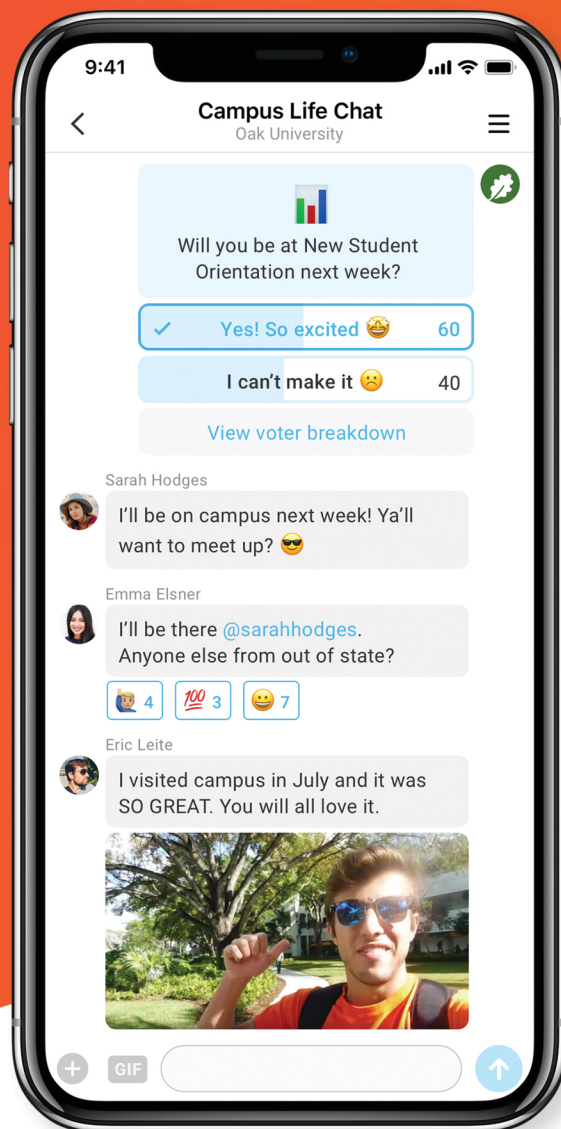 9:41
Campus Life Chat
Oak University
Will you be at New Student
Orientation next week?
Yes! So excited 🤩 60
I can’t make it ☹️ 40
View voter breakdown
Sarah Hodges
I’ll be on campus next week! Ya’ll
want to meet up? 😎
Emma Elsner
I’ll be there @sarahhodges.
Anyone else from out of state?
🙋🏼‍♂️ 4 💯 3 😀 7
Eric Leite
I visited campus in July and it was
SO GREAT. You will all love it.
GIF